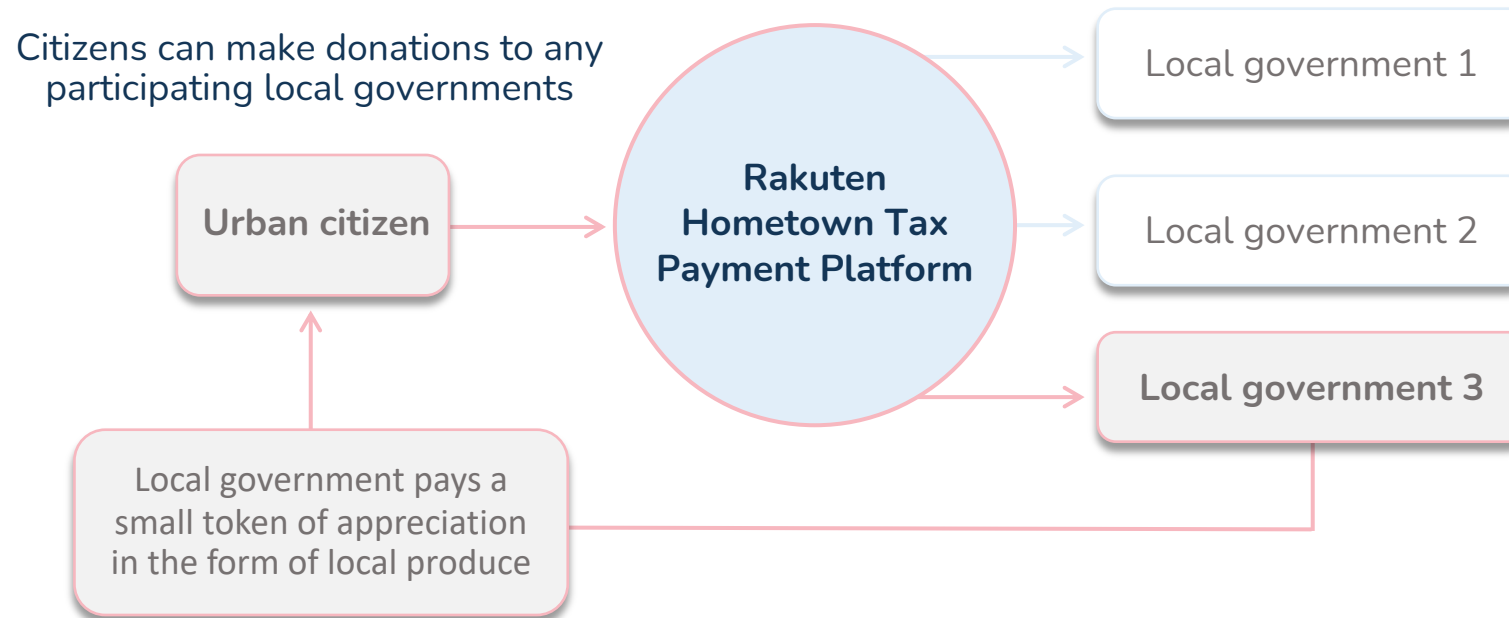 Citizens can make donations to any
participating local governments
Urban citizen
Rakuten
Hometown Tax
Payment Platform
Local government 1
Local government 2
Local government 3
Local government pays a
small token of appreciation
in the form of local produce